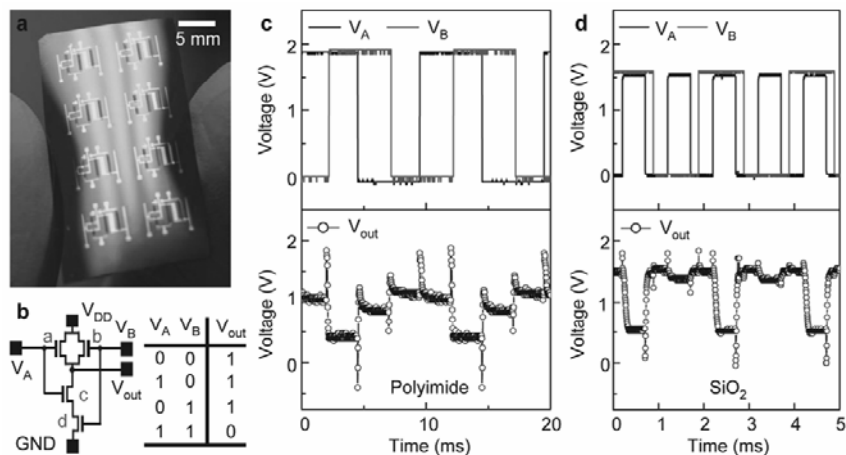 a
5 mm
b
V_DD
a
b
V_B
V_A
V_out
c
d
GND
V_A V_B V_out
0 0 1
1 0 1
0 1 1
1 1 0
c
V_A V_B
Voltage (V)
2
1
0
V_out
Voltage (V)
2
1
0
Polyimide
0 10 20
Time (ms)
d
V_A V_B
Voltage (V)
2
1
0
V_out
Voltage (V)
2
1
0
SiO₂
0 1 2 3 4 5
Time (ms)